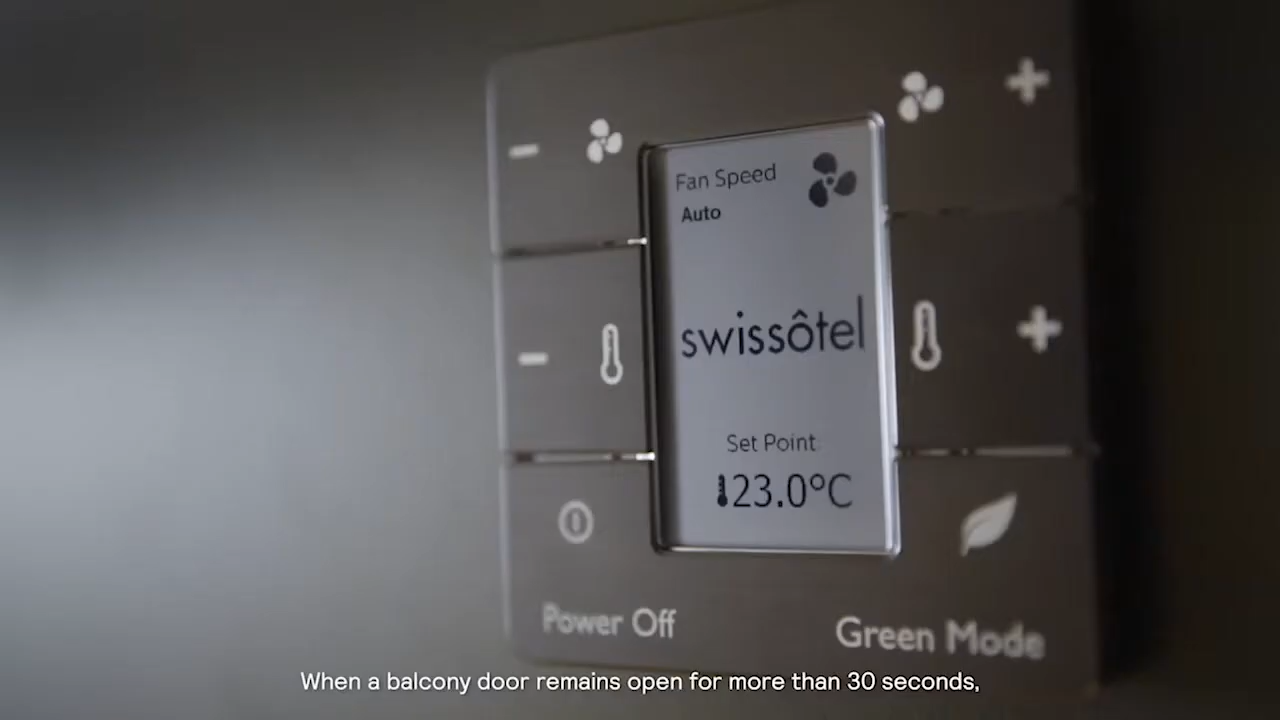 Fan Speed
Auto
swissôtel
Set Point
23.0°C
Power Off
Green Mode
When a balcony door remains open for more than 30 seconds,